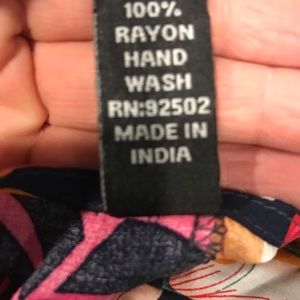 100%
RAYON
HAND
WASH
RN:92502
MADE IN
INDIA